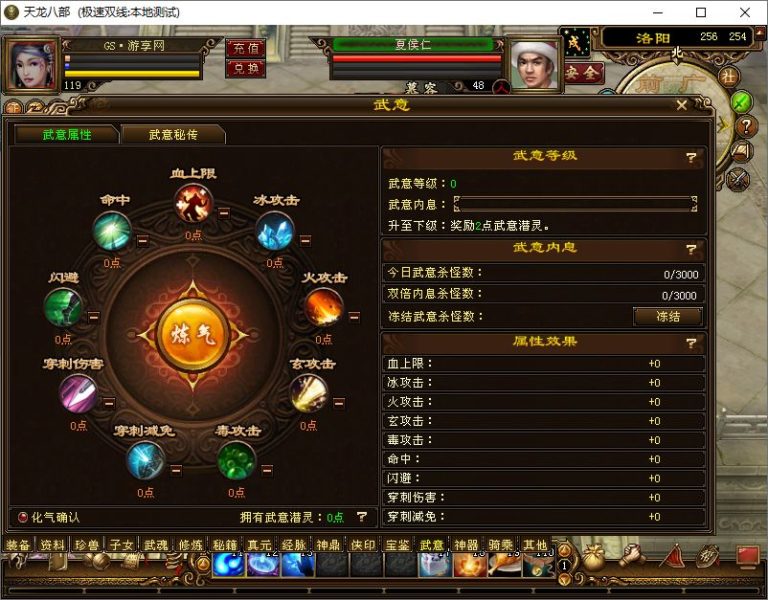 天龙八部 (极速双线:本地测试)
GS·游享网
充值
兑换
119
夏侯仁
慕容
48
戌
安全
洛阳 256 254
北
前广
社
武意
武意属性 武意秘传
血上限
0点
命中
0点
冰攻击
0点
闪避
0点
火攻击
0点
炼气
穿刺伤害
0点
玄攻击
0点
穿刺减免
0点
毒攻击
0点
化气确认 拥有武意潜灵：0点 ?
武意等级 ?
武意等级：0
武意内息：
升至下级：奖励2点武意潜灵。
武意内息 ?
今日武意杀怪数： 0/3000
双倍内息杀怪数： 0/3000
冻结武意杀怪数： 冻结
属性效果 ?
血上限： +0
冰攻击： +0
火攻击： +0
玄攻击： +0
毒攻击： +0
命中： +0
闪避： +0
穿刺伤害： +0
穿刺减免： +0
装备 资料 珍兽 子女 武魂 修炼 秘籍 真元 经脉 神鼎 侠印 宝鉴 武意 神器 骑乘 其他
1